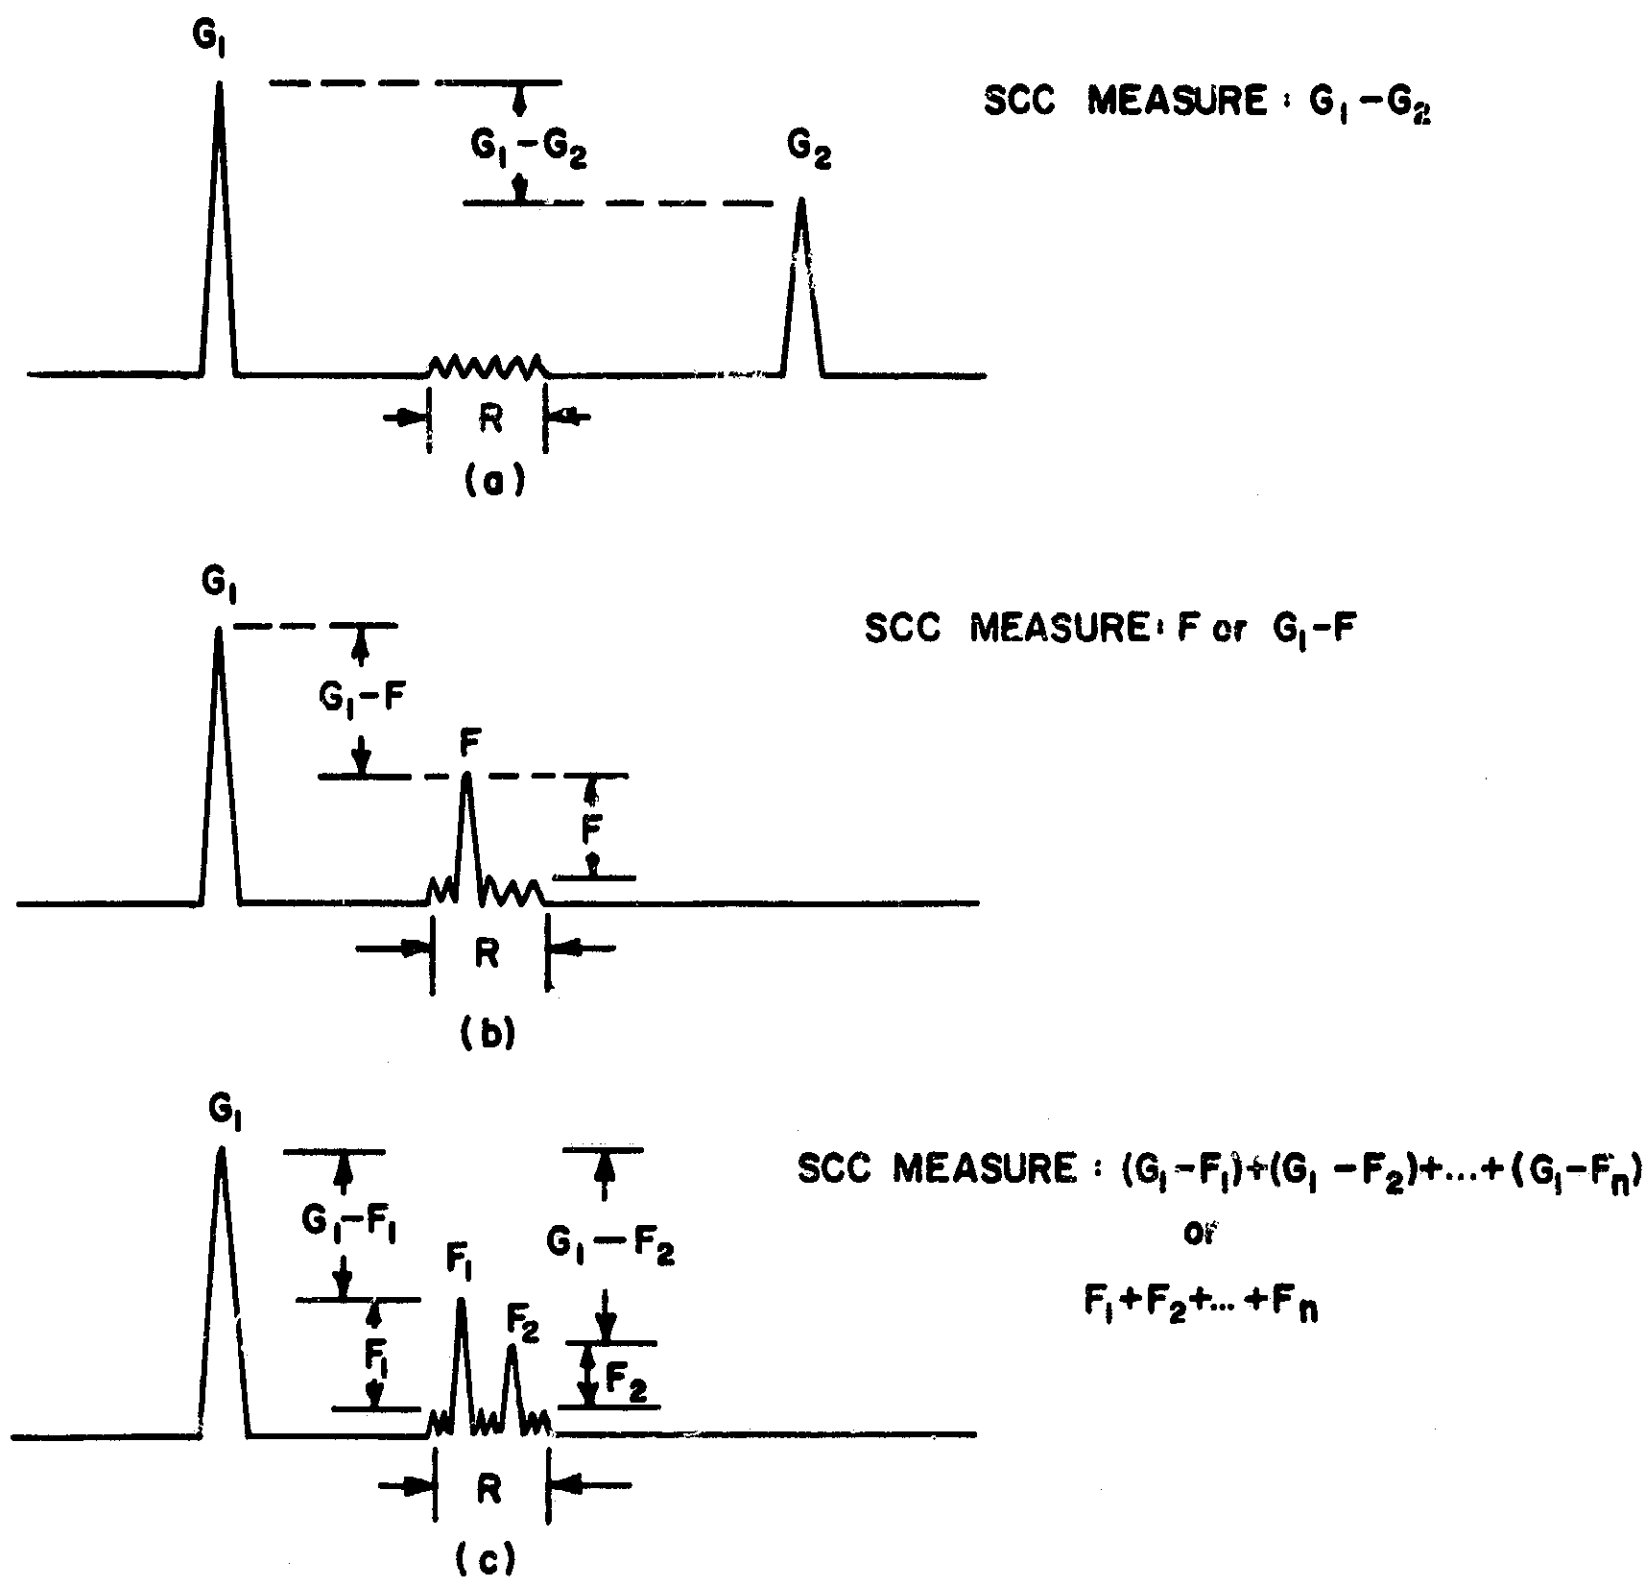 G₁
SCC MEASURE: G₁-G₂
G₁-G₂
G₂
R
(a)
G₁
SCC MEASURE: F or G₁-F
G₁-F
F
F
R
(b)
G₁
SCC MEASURE: (G₁-F₁)+(G₁-F₂)+...+(G₁-Fₙ)
or
F₁+F₂+...+Fₙ
G₁-F₁
G₁-F₂
F₁
F₂
F₁
F₂
R
(c)